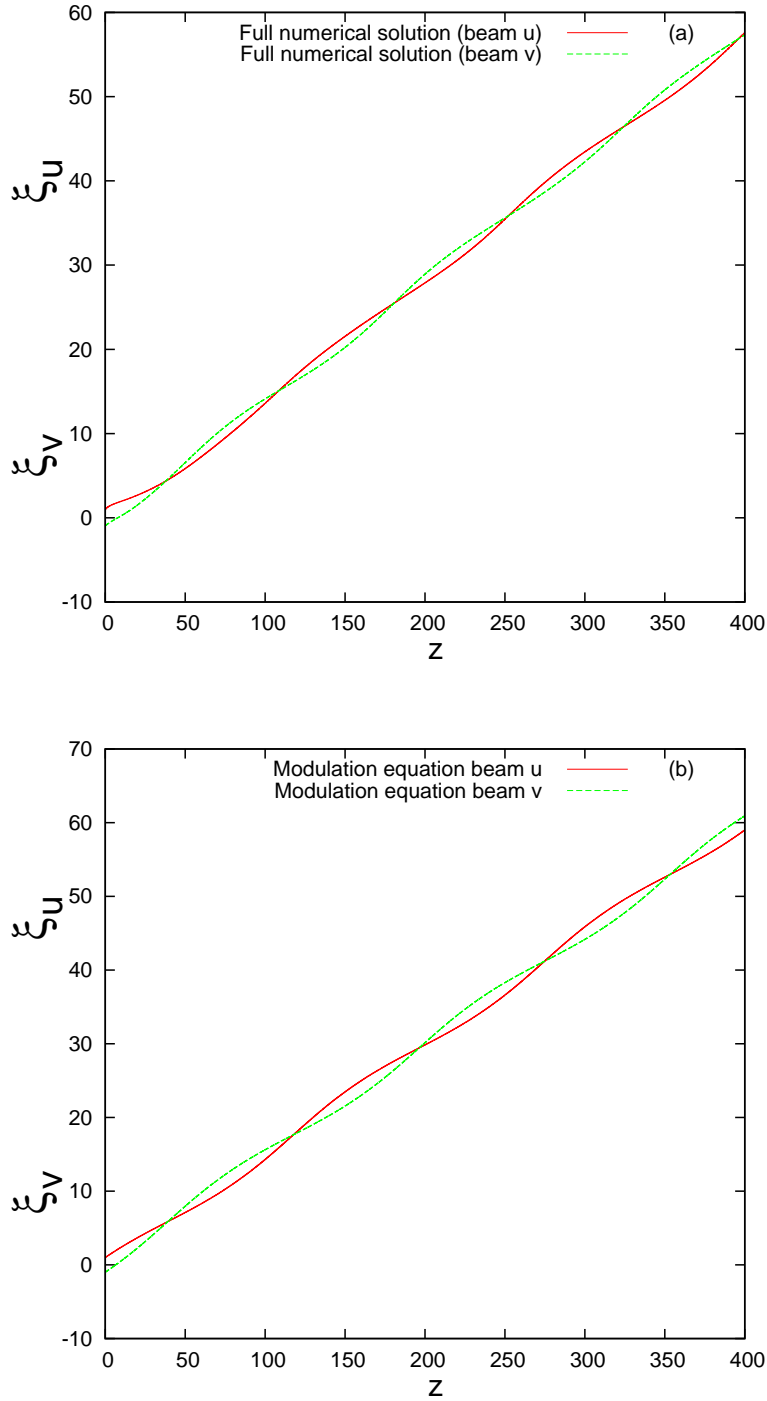 60
50
40
30
20
10
0
-10
ξu
ξv
Full numerical solution (beam u)
Full numerical solution (beam v)
(a)
0 50 100 150 200 250 300 350 400
z
70
60
50
40
30
20
10
0
-10
ξu
ξv
Modulation equation beam u
Modulation equation beam v
(b)
0 50 100 150 200 250 300 350 400
z